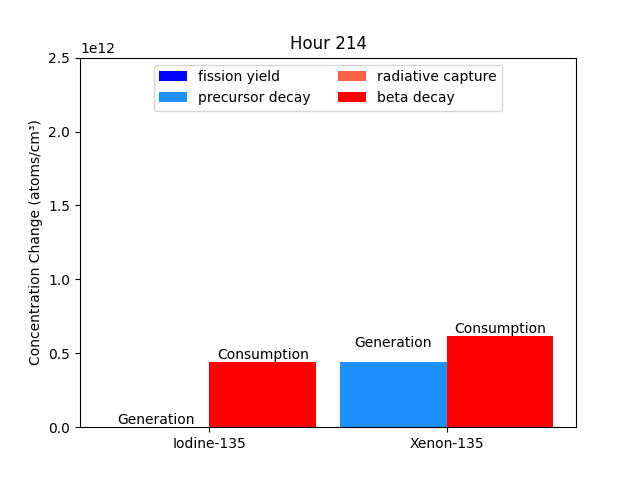 Hour 214
1e12
fission yield
precursor decay
radiative capture
beta decay
Concentration Change (atoms/cm³)
2.5
2.0
1.5
1.0
0.5
0.0
Generation
Consumption
Generation
Consumption
Iodine-135
Xenon-135